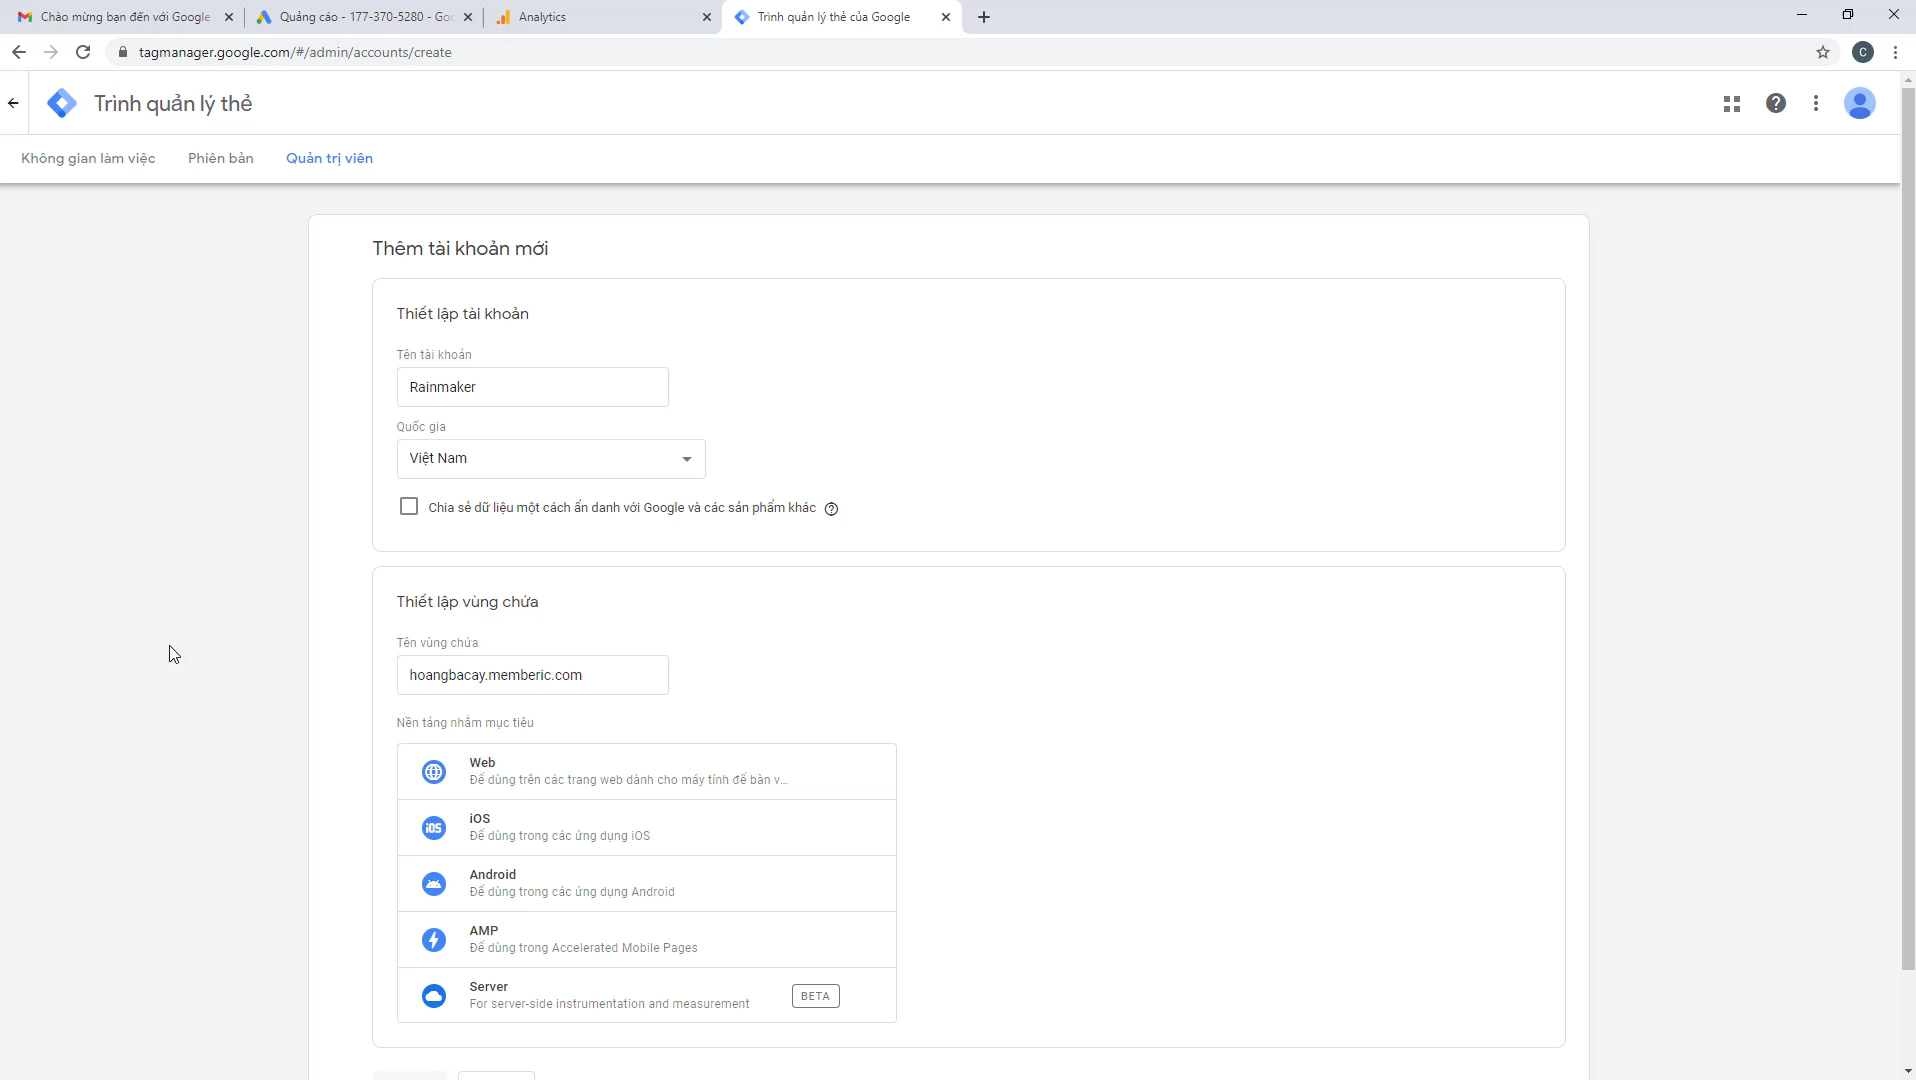 Chào mừng bạn đến với Google
Quảng cáo - 177-370-5280 - Goo
Analytics
Trình quản lý thẻ của Google
tagmanager.google.com/#/admin/accounts/create
C
Trình quản lý thẻ
Không gian làm việc
Phiên bản
Quản trị viên
Thêm tài khoản mới
Thiết lập tài khoản
Tên tài khoản
Rainmaker
Quốc gia
Việt Nam
Chia sẻ dữ liệu một cách ẩn danh với Google và các sản phẩm khác
Thiết lập vùng chứa
Tên vùng chứa
hoangbacay.memberic.com
Nền tảng nhắm mục tiêu
Web
Để dùng trên các trang web dành cho máy tính để bàn v...
iOS
iOS
Để dùng trong các ứng dụng iOS
Android
Để dùng trong các ứng dụng Android
AMP
Để dùng trong Accelerated Mobile Pages
Server
For server-side instrumentation and measurement
BETA